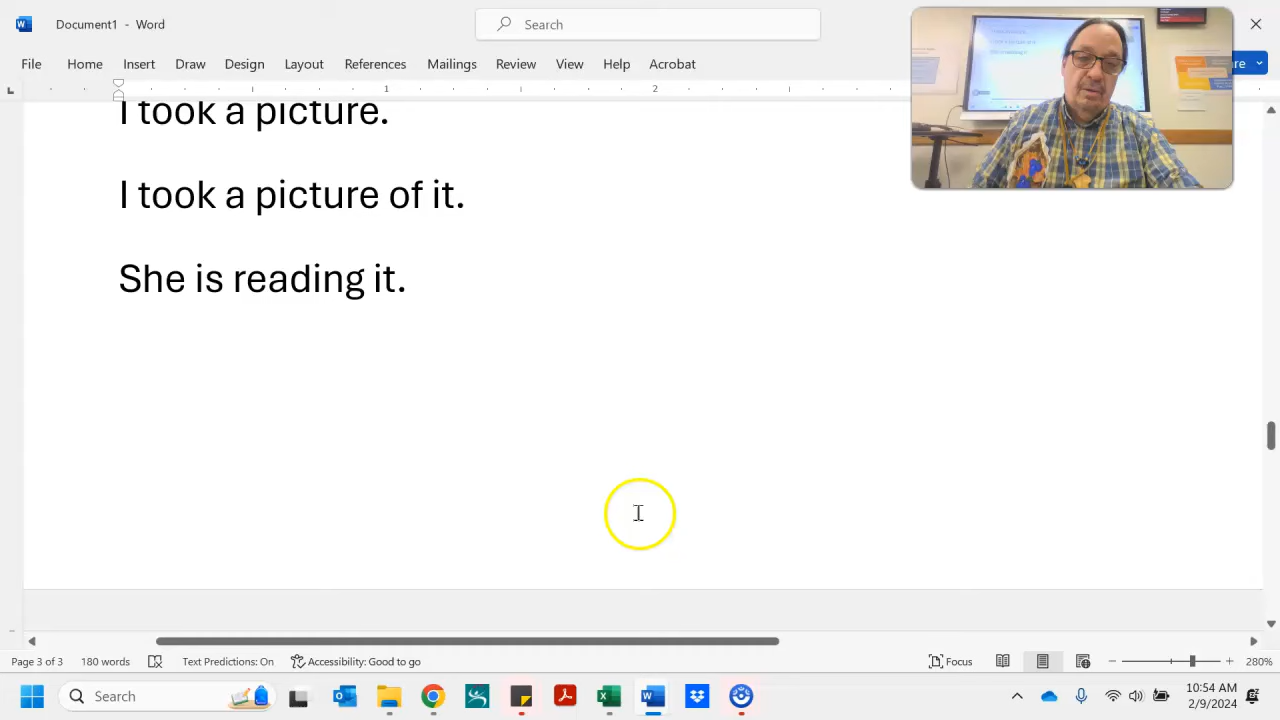 Document1 - Word
Search
File Home Insert Draw Design Layout References Mailings Review View Help Acrobat
1 2
I took a picture.
I took a picture of it.
She is reading it.
Page 3 of 3 180 words Text Predictions: On Accessibility: Good to go Focus 280%
Search
10:54 AM
2/9/2024